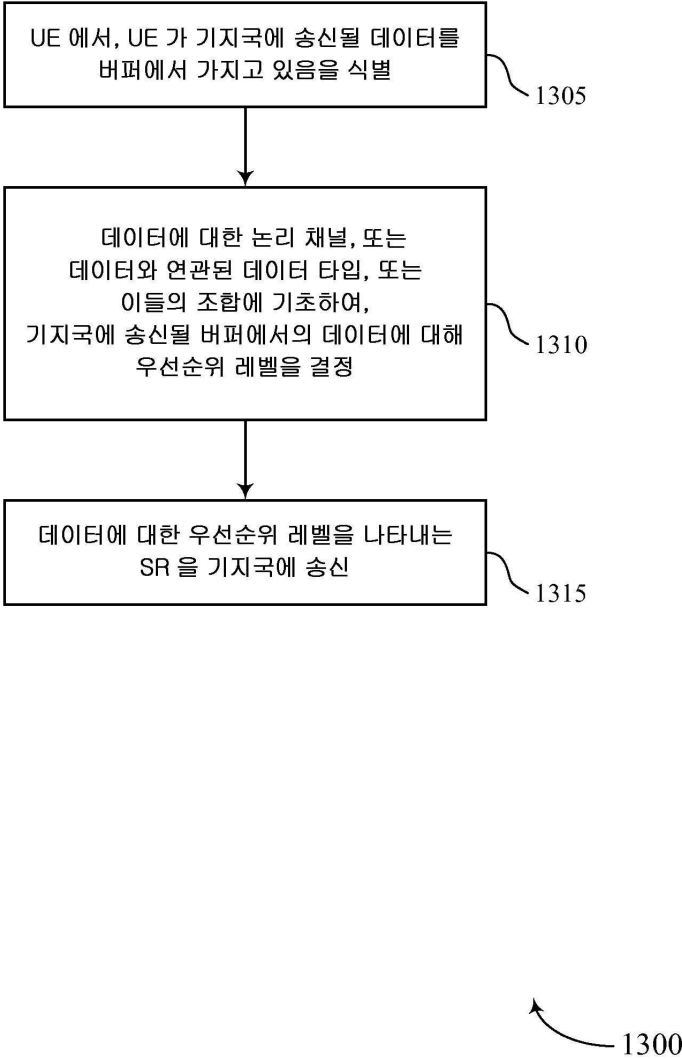 UE 에서, UE 가 기지국에 송신될 데이터를
버퍼에서 가지고 있음을 식별
1305
데이터에 대한 논리 채널, 또는
데이터와 연관된 데이터 타입, 또는
이들의 조합에 기초하여,
기지국에 송신될 버퍼에서의 데이터에 대해
우선순위 레벨을 결정
1310
데이터에 대한 우선순위 레벨을 나타내는
SR 을 기지국에 송신
1315
1300